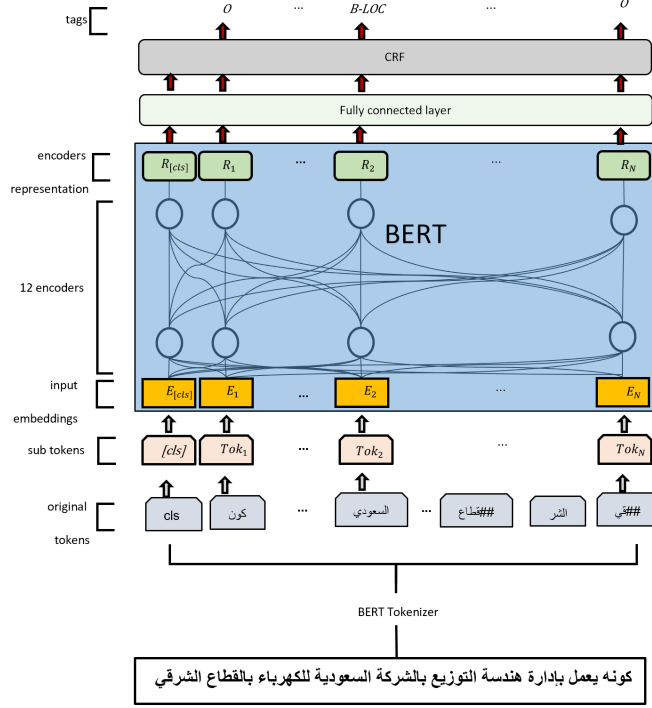 tags O ... B-LOC ... O
CRF
Fully connected layer
encoders representation R[cls] R1 ... R2 ... RN
BERT
12 encoders
input embeddings E[cls] E1 ... E2 ... EN
sub tokens [cls] Tok1 ... Tok2 ... TokN
original tokens cls كون ... السعودي ... ##قطاع الشر ##قي
BERT Tokenizer
كونه يعمل بإدارة هندسة التوزيع بالشركة السعودية للكهرباء بالقطاع الشرقي